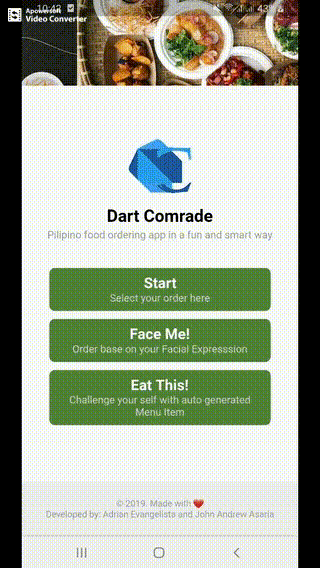 Apowersoft
Video Converter
10:48
43%
Dart Comrade
Pilipino food ordering app in a fun and smart way
Start
Select your order here
Face Me!
Order base on your Facial Expresssion
Eat This!
Challenge your self with auto generated
Menu Item
© 2019. Made with ❤️
Developed by: Adrian Evangelista and John Andrew Asaria